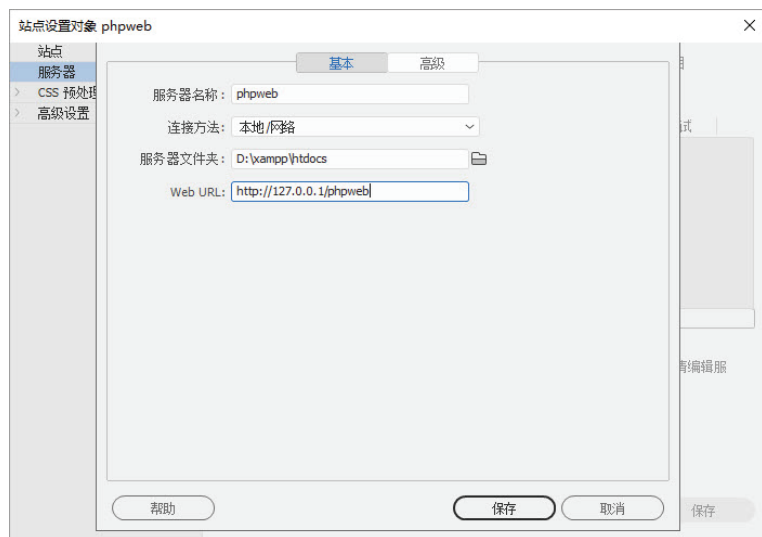 站点设置对象 phpweb
站点
服务器
CSS 预处理
高级设置
基本 高级
服务器名称: phpweb
连接方法: 本地/网络
服务器文件夹: D:\xampp\htdocs
Web URL: http://127.0.0.1/phpweb
试
编辑服
帮助 保存 取消 保存